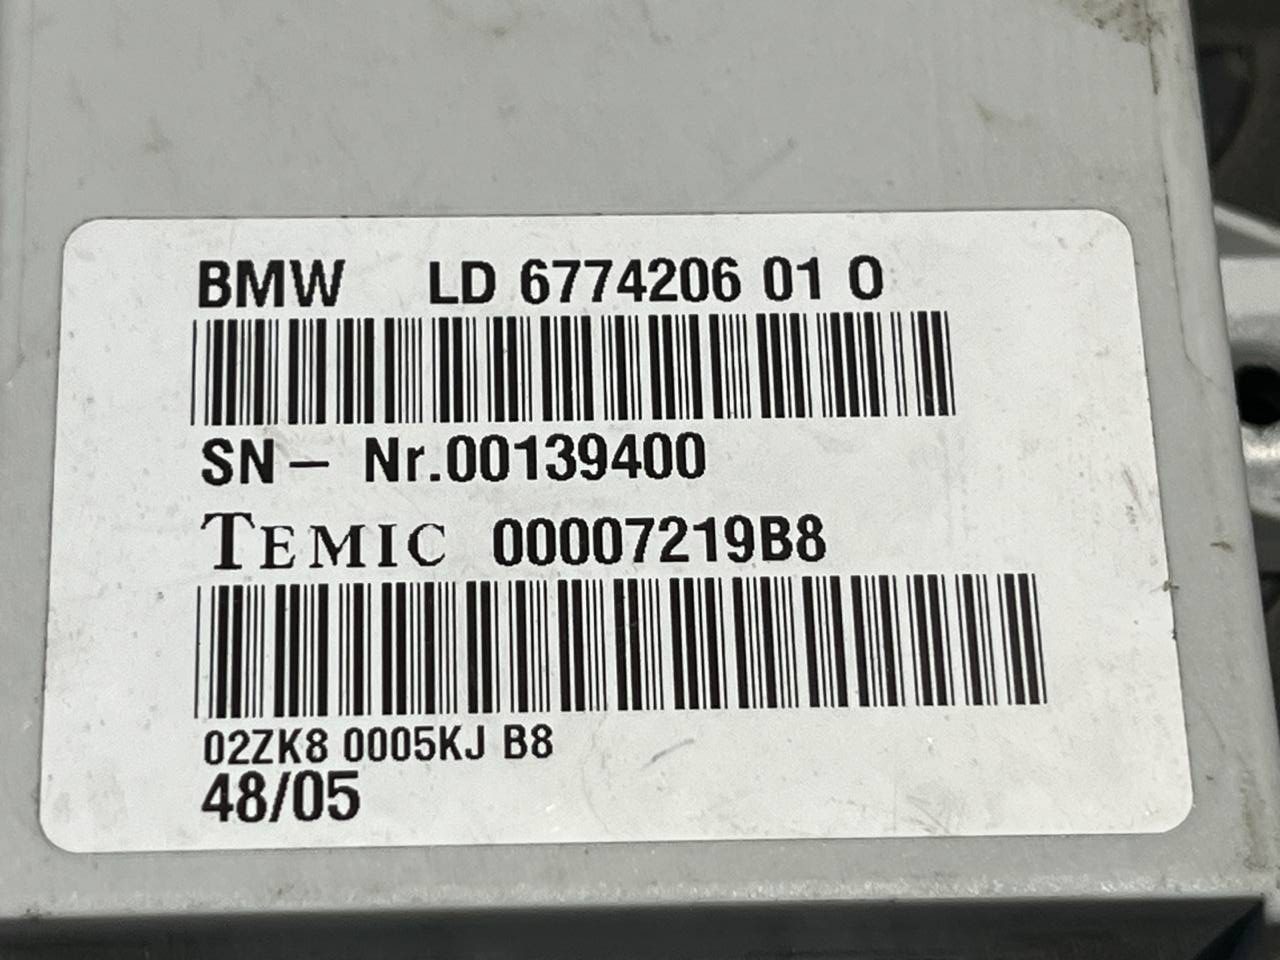 BMW LD 6774206 01 0
SN- Nr.00139400
TEMIC 00007219B8
02ZK8 0005KJ B8
48/05